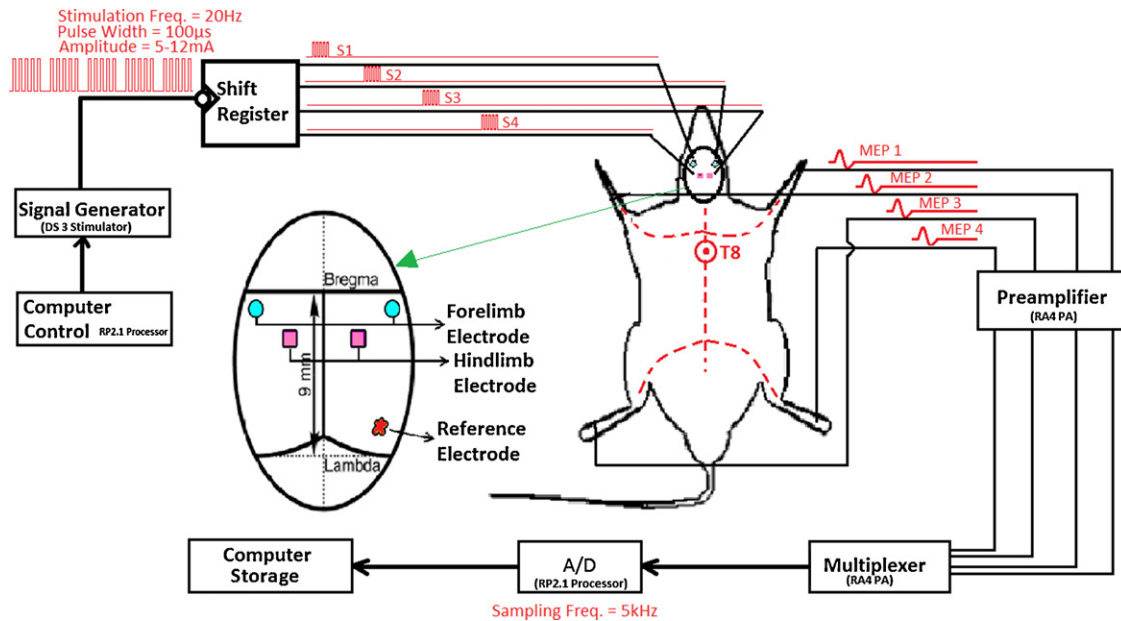 Stimulation Freq. = 20Hz
Pulse Width = 100µs
Amplitude = 5-12mA
Shift
Register
S1
S2
S3
S4
Signal Generator
(DS 3 Stimulator)
Computer
Control RP2.1 Processor
Bregma
9 mm
Lambda
Forelimb
Electrode
Hindlimb
Electrode
Reference
Electrode
T8
MEP 1
MEP 2
MEP 3
MEP 4
Preamplifier
(RA4 PA)
Multiplexer
(RA4 PA)
A/D
(RP2.1 Processor)
Sampling Freq. = 5kHz
Computer
Storage